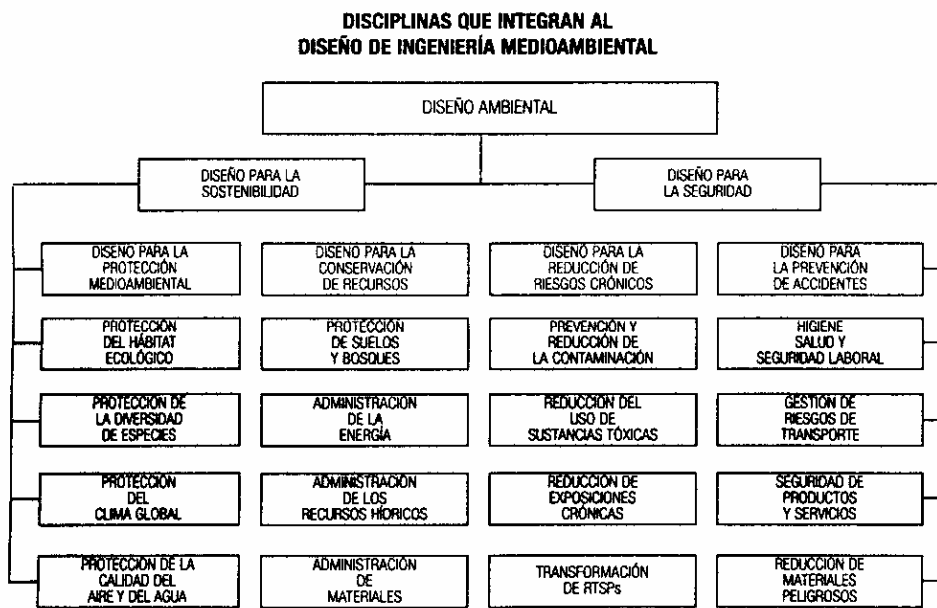 DISCIPLINAS QUE INTEGRAN AL
DISEÑO DE INGENIERÍA MEDIOAMBIENTAL
DISEÑO AMBIENTAL
DISEÑO PARA LA
SOSTENIBILIDAD
DISEÑO PARA
LA SEGURIDAD
DISEÑO PARA LA
PROTECCIÓN
MEDIOAMBIENTAL
DISEÑO PARA LA
CONSERVACIÓN
DE RECURSOS
DISEÑO PARA LA
REDUCCIÓN DE
RIESGOS CRÓNICOS
DISEÑO PARA
LA PREVENCIÓN
DE ACCIDENTES
PROTECCIÓN
DEL HÁBITAT
ECOLÓGICO
PROTECCIÓN
DE SUELOS
Y BOSQUES
PREVENCIÓN Y
REDUCCIÓN DE
LA CONTAMINACIÓN
HIGIENE
SALUD Y
SEGURIDAD LABORAL
PROTECCIÓN DE
LA DIVERSIDAD
DE ESPECIES
ADMINISTRACIÓN
DE LA
ENERGÍA
REDUCCIÓN DEL
USO DE
SUSTANCIAS TÓXICAS
GESTIÓN DE
RIESGOS DE
TRANSPORTE
PROTECCIÓN
DEL
CLIMA GLOBAL
ADMINISTRACIÓN
DE LOS
RECURSOS HÍDRICOS
REDUCCIÓN DE
EXPOSICIONES
CRÓNICAS
SEGURIDAD DE
PRODUCTOS
Y SERVICIOS
PROTECCIÓN DE LA
CALIDAD DEL
AIRE Y DEL AGUA
ADMINISTRACIÓN
DE
MATERIALES
TRANSFORMACIÓN
DE RTSPs
REDUCCIÓN DE
MATERIALES
PELIGROSOS